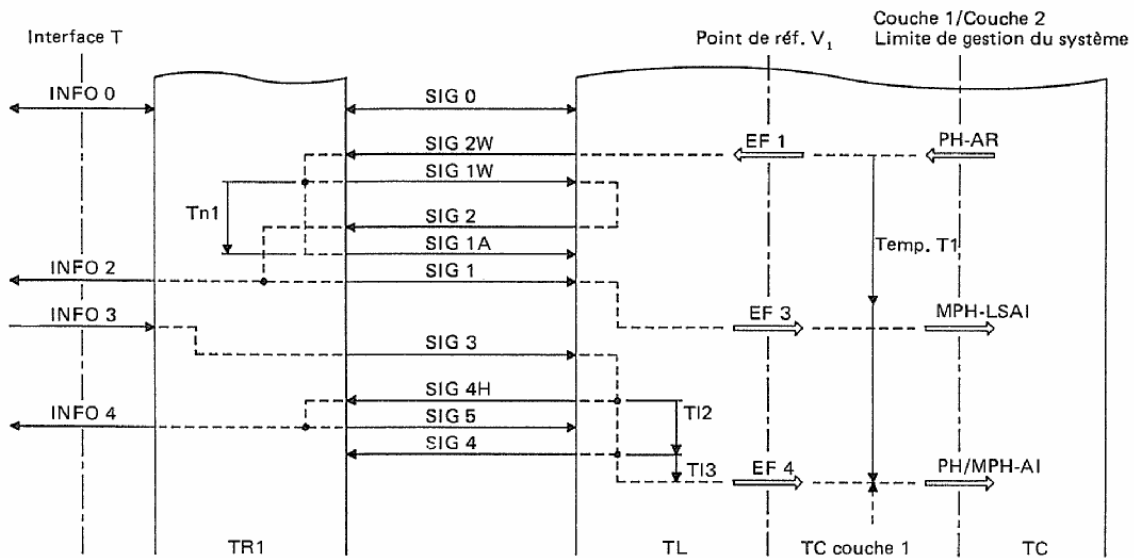 Interface T
Point de réf. V₁
Couche 1/Couche 2
Limite de gestion du système
INFO 0
SIG 0
SIG 2W
EF 1
PH-AR
SIG 1W
Tn1
SIG 2
SIG 1A
Temp. T1
INFO 2
SIG 1
INFO 3
EF 3
MPH-LSAI
SIG 3
SIG 4H
INFO 4
SIG 5
Tl2
SIG 4
Tl3
EF 4
PH/MPH-AI
TR1
TL
TC couche 1
TC